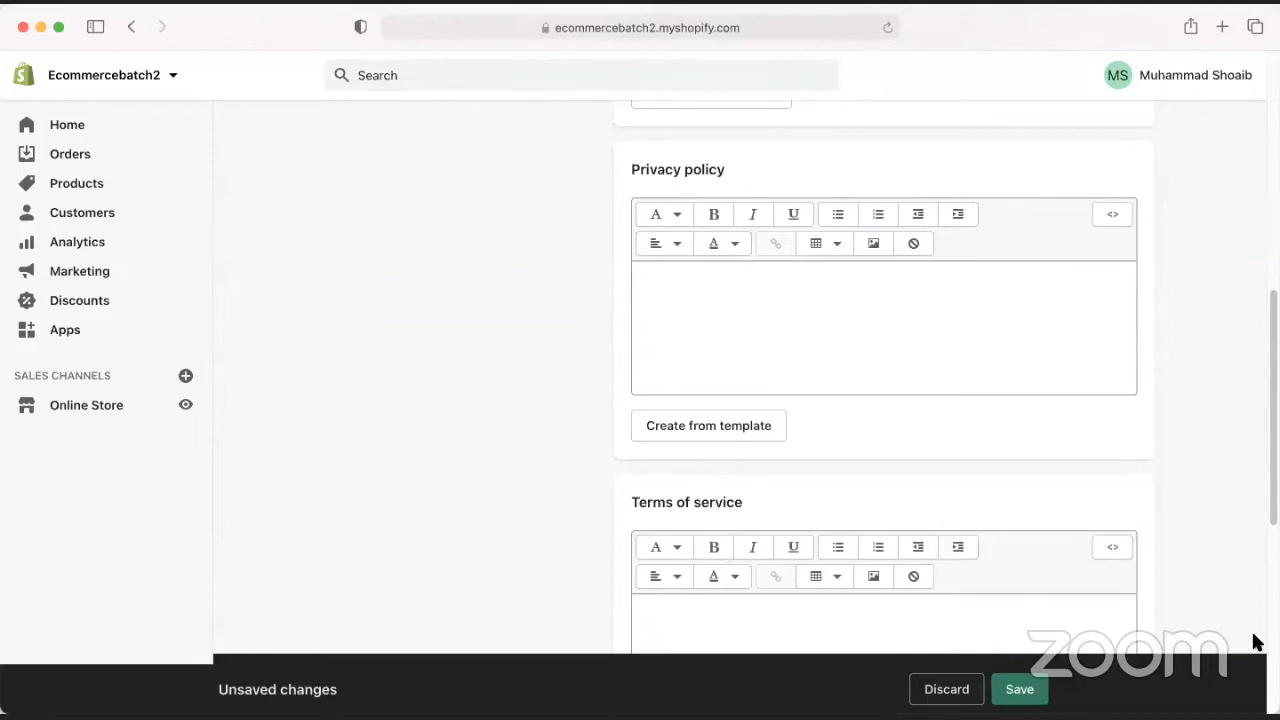 ecommercebatch2.myshopify.com
Ecommercebatch2
Search
MS Muhammad Shoaib
Home
Orders
Products
Customers
Analytics
Marketing
Discounts
Apps
SALES CHANNELS
Online Store
Privacy policy
A B I U <>
A
Create from template
Terms of service
A B I U <>
A
zoom
Unsaved changes
Discard Save